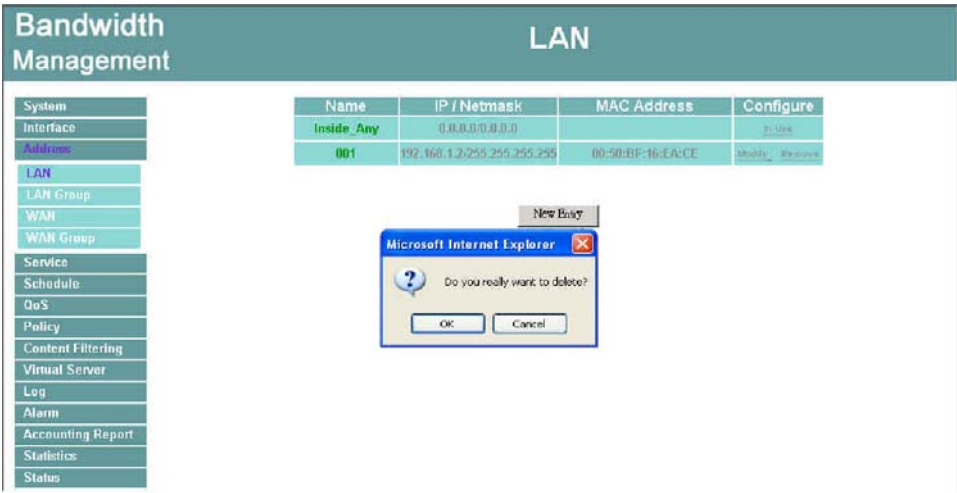 Bandwidth
Management
LAN
System
Interface
Address
LAN
LAN Group
WAN
WAN Group
Service
Schedule
QoS
Policy
Content Filtering
Virtual Server
Log
Alarm
Accounting Report
Statistics
Status
Name IP / Netmask MAC Address Configure
Inside_Any 0.0.0.0/0.0.0.0 In Use
001 192.168.1.2/255.255.255.255 00:50:BF:16:EA:CE Modify Remove
New Entry
Microsoft Internet Explorer
Do you really want to delete?
OK Cancel